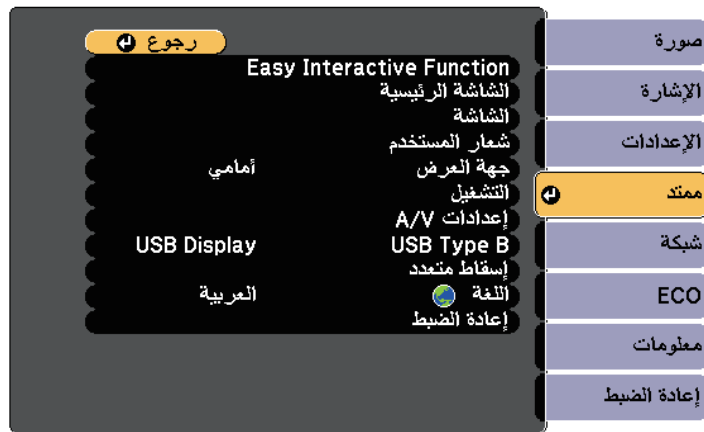 صورة
الإشارة
الإعدادات
ممتد
شبكة
ECO
معلومات
إعادة الضبط
رجوع
Easy Interactive Function
الشاشة الرئيسية
الشاشة
شعار المستخدم
جهة العرض أمامي
التشغيل
إعدادات A/V
USB Type B USB Display
إسقاط متعدد
اللغة العربية
إعادة الضبط